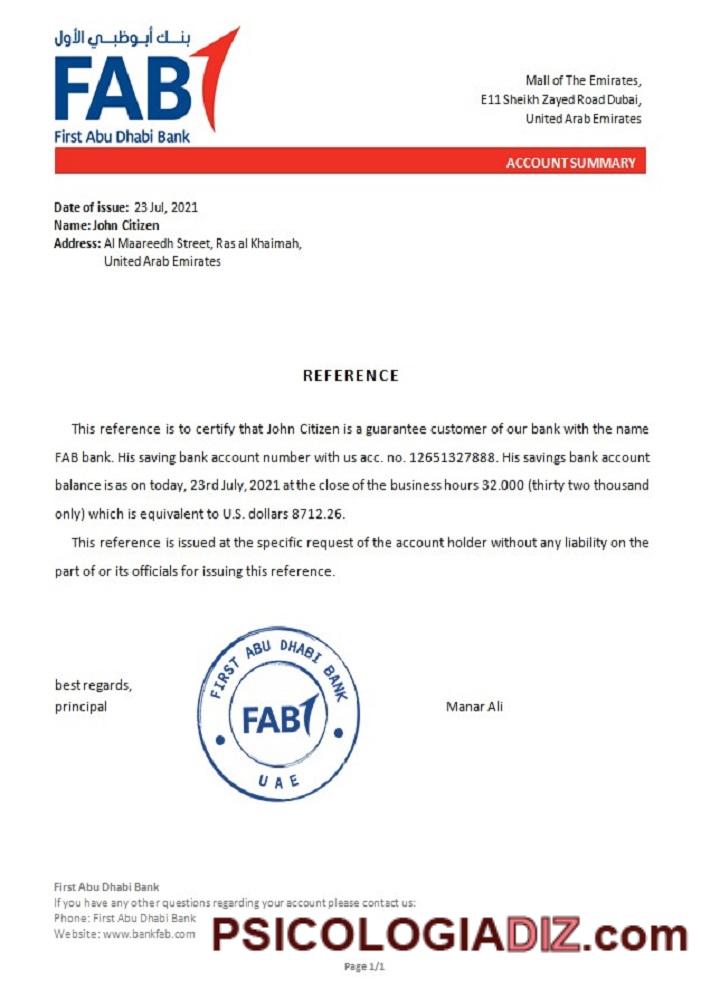 بنك أبوظبي الأول
FAB
First Abu Dhabi Bank
Mall of The Emirates,
E11 Sheikh Zayed Road Dubai,
United Arab Emirates
ACCOUNT SUMMARY
Date of issue: 23 Jul, 2021
Name: John Citizen
Address: Al Maareedh Street, Ras al Khaimah,
United Arab Emirates
REFERENCE
This reference is to certify that John Citizen is a guarantee customer of our bank with the name
FAB bank. His saving bank account number with us acc. no. 12651327888. His savings bank account
balance is as on today, 23rd July, 2021 at the close of the business hours 32.000 (thirty two thousand
only) which is equivalent to U.S. dollars 8712.26.
This reference is issued at the specific request of the account holder without any liability on the
part of or its officials for issuing this reference.
best regards,
principal
FIRST ABU DHABI BANK
FAB
UAE
Manar Ali
First Abu Dhabi Bank
If you have any other questions regarding your account please contact us:
Phone: First Abu Dhabi Bank
Website: www.bankfab.com
PSICOLOGIADIZ.com
Page 1/1